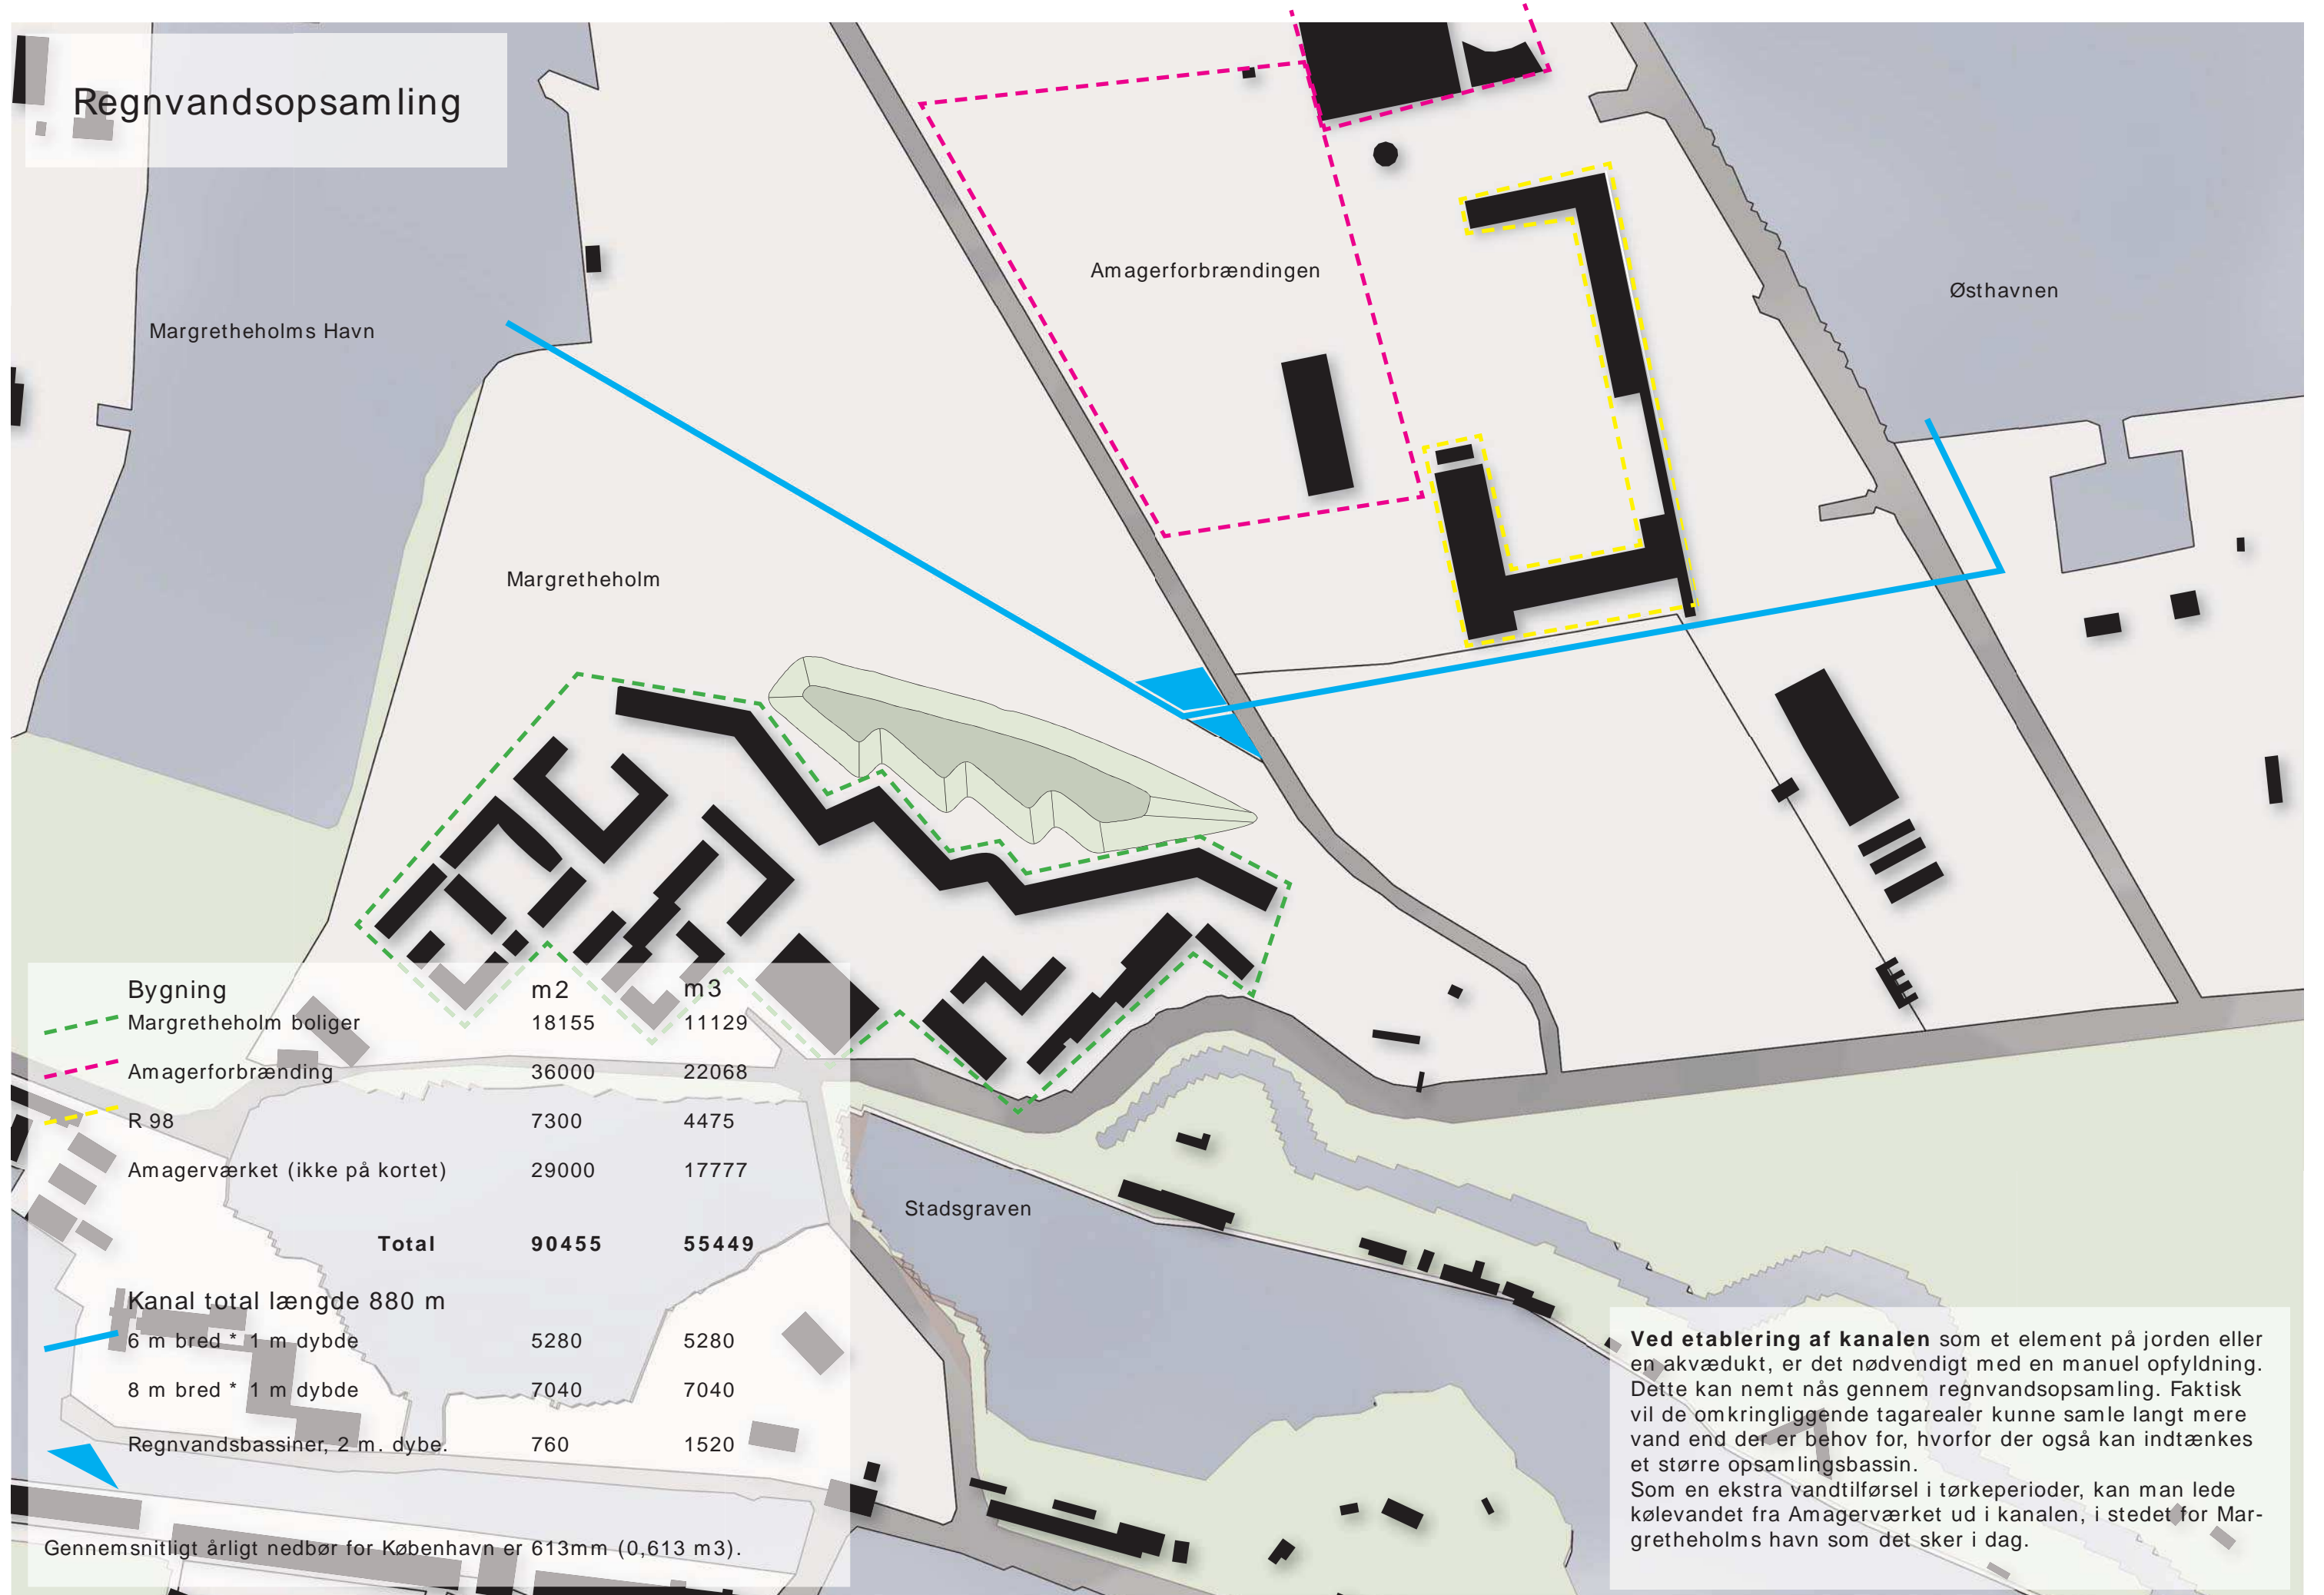 Regnvandsopsamling
Amagerforbrændingen
Østhavnen
Margretheholms Havn
Margretheholm
Bygning m2 m3
Margretheholm boliger 18155 11129
Amagerforbrænding 36000 22068
R 98 7300 4475
Amagerværket (ikke på kortet) 29000 17777
Total 90455 55449
Kanal total længde 880 m
6 m bred * 1 m dybde 5280 5280
8 m bred * 1 m dybde 7040 7040
Regnvandsbassiner, 2 m. dybe. 760 1520
Gennemsnitligt årligt nedbør for København er 613mm (0,613 m3).
Stadsgraven
Ved etablering af kanalen som et element på jorden eller
en akvædukt, er det nødvendigt med en manuel opfyldning.
Dette kan nemt nås gennem regnvandsopsamling. Faktisk
vil de omkringliggende tagarealer kunne samle langt mere
vand end der er behov for, hvorfor der også kan indtænkes
et større opsamlingsbassin.
Som en ekstra vandtilførsel i tørkeperioder, kan man lede
kølevandet fra Amagerværket ud i kanalen, i stedet for Mar-
gretheholms havn som det sker i dag.